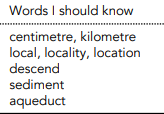 Words I should know
centimetre, kilometre
local, locality, location
descend
sediment
aqueduct